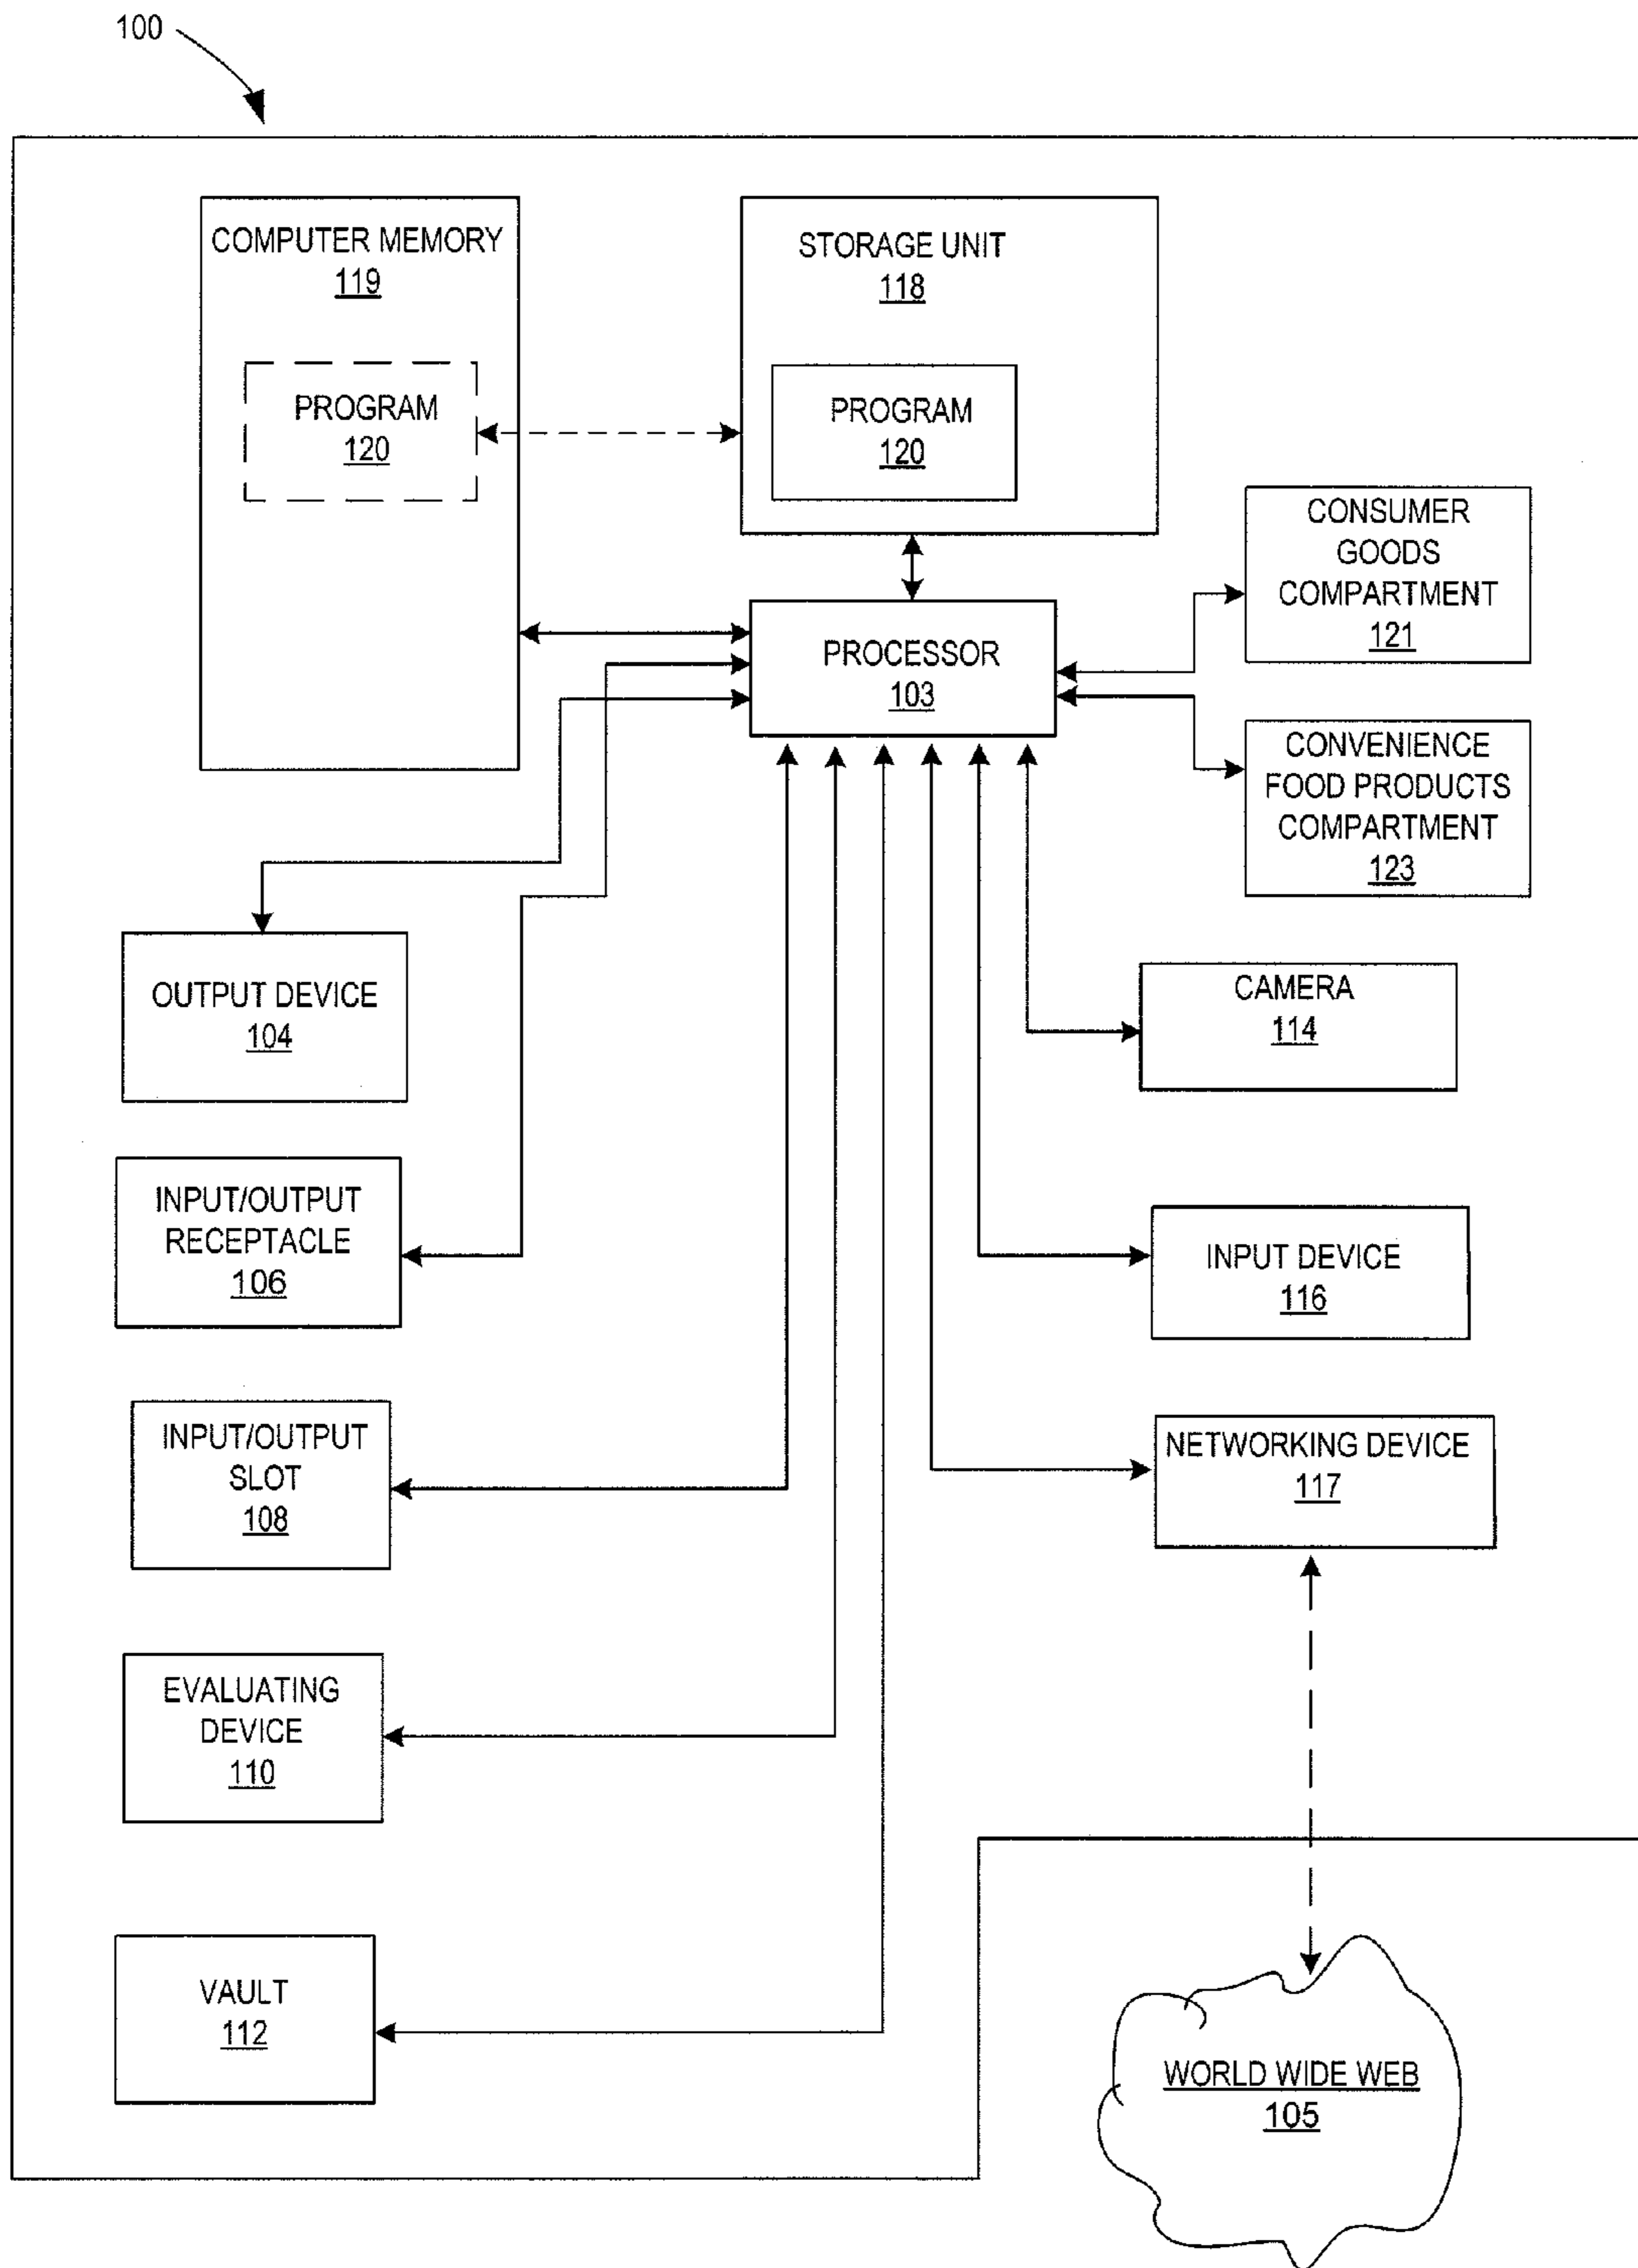 100
COMPUTER MEMORY
119
PROGRAM
120
STORAGE UNIT
118
PROGRAM
120
PROCESSOR
103
CONSUMER
GOODS
COMPARTMENT
121
CONVENIENCE
FOOD PRODUCTS
COMPARTMENT
123
OUTPUT DEVICE
104
CAMERA
114
INPUT/OUTPUT
RECEPTACLE
106
INPUT DEVICE
116
INPUT/OUTPUT
SLOT
108
NETWORKING DEVICE
117
EVALUATING
DEVICE
110
VAULT
112
WORLD WIDE WEB
105